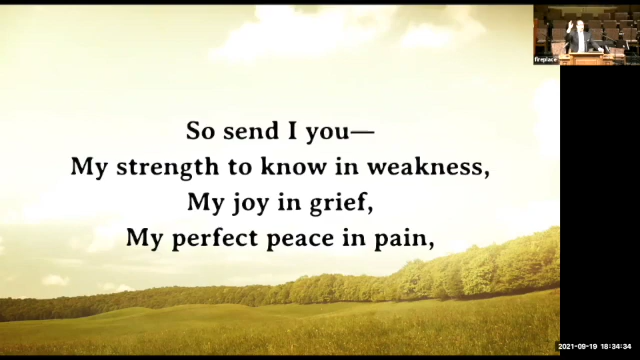 fireplace
So send I you—
My strength to know in weakness,
My joy in grief,
My perfect peace in pain,
2021-09-19 18:34:34